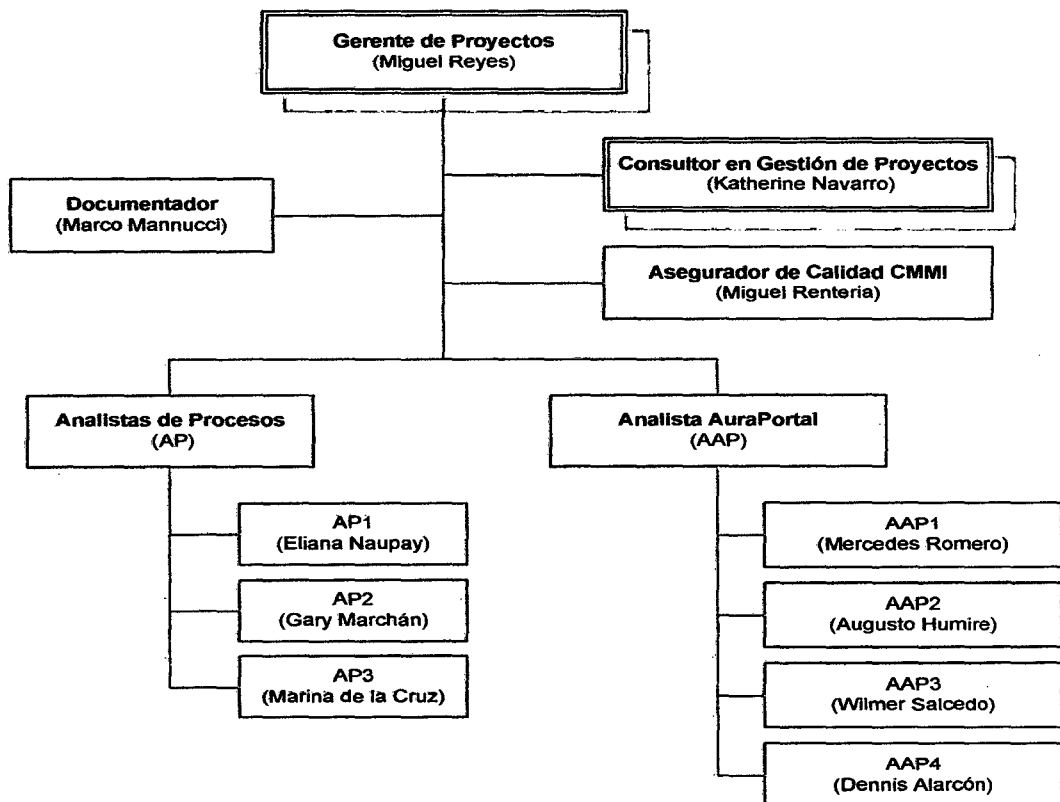 Gerente de Proyectos
(Miguel Reyes)
Consultor en Gestión de Proyectos
(Katherine Navarro)
Documentador
(Marco Mannucci)
Asegurador de Calidad CMMI
(Miguel Renteria)
Analistas de Procesos
(AP)
Analista AuraPortal
(AAP)
AP1
(Eliana Naupay)
AP2
(Gary Marchán)
AP3
(Marina de la Cruz)
AAP1
(Mercedes Romero)
AAP2
(Augusto Humire)
AAP3
(Wilmer Salcedo)
AAP4
(Dennis Alarcón)